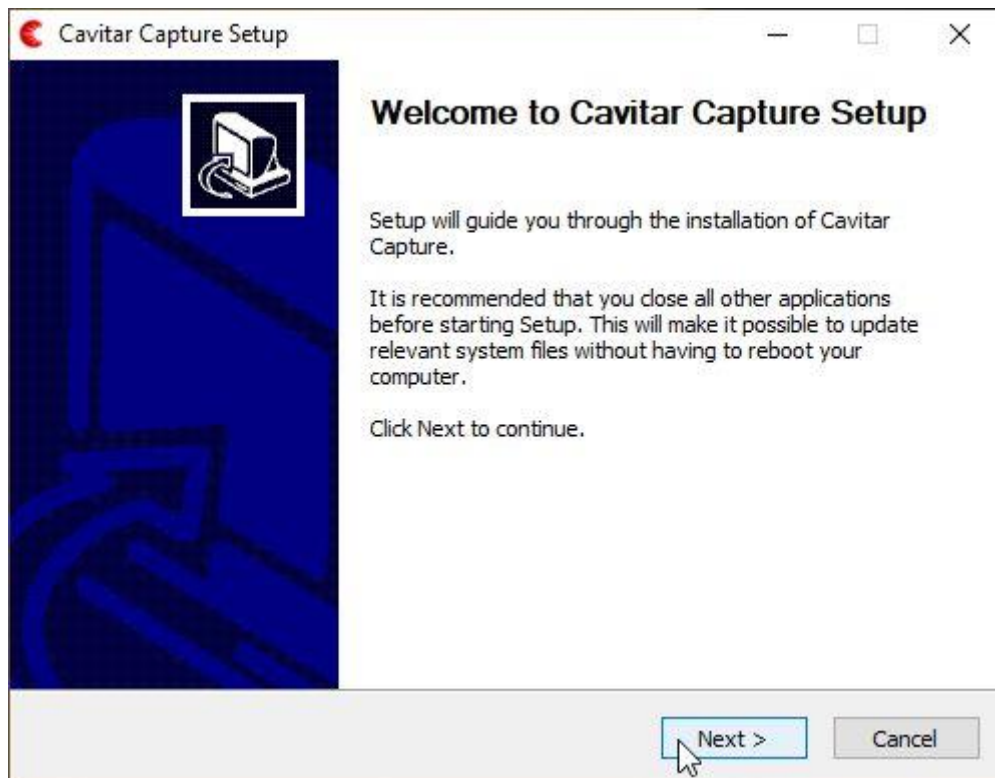 Cavitar Capture Setup
Welcome to Cavitar Capture Setup
Setup will guide you through the installation of Cavitar
Capture.
It is recommended that you close all other applications
before starting Setup. This will make it possible to update
relevant system files without having to reboot your
computer.
Click Next to continue.
Next >
Cancel